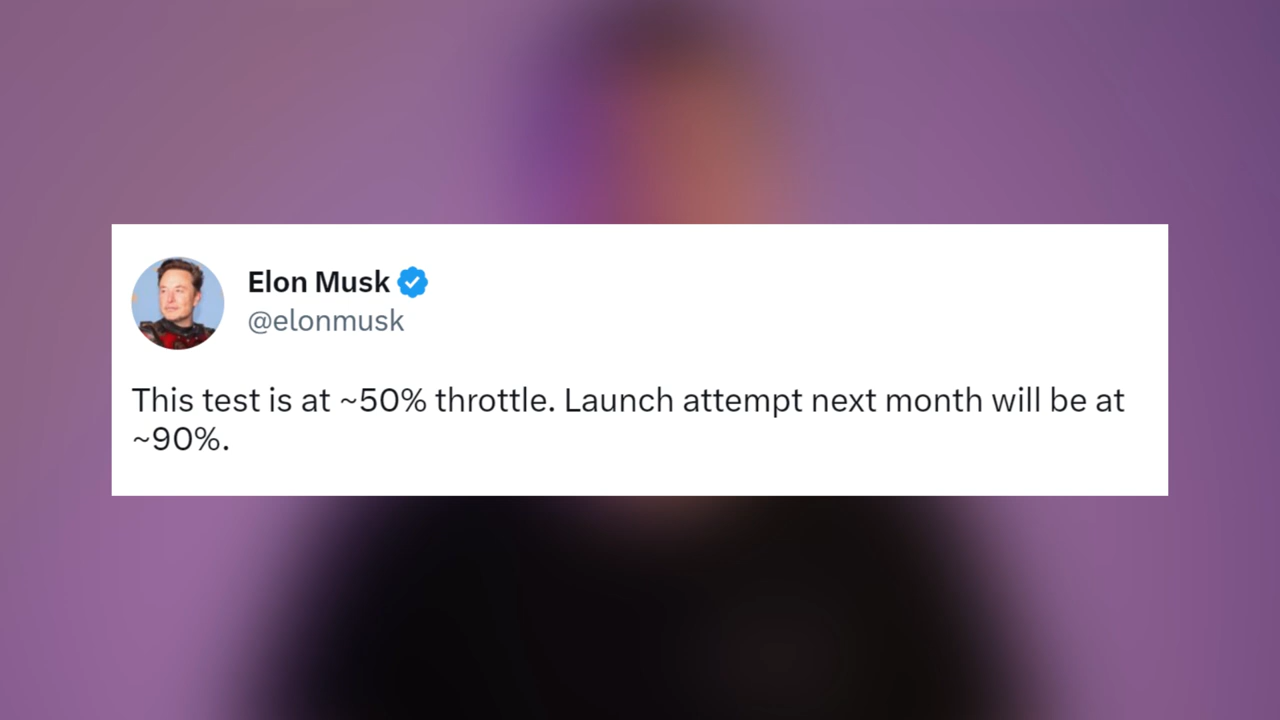 Elon Musk
@elonmusk
This test is at ~50% throttle. Launch attempt next month will be at
~90%.